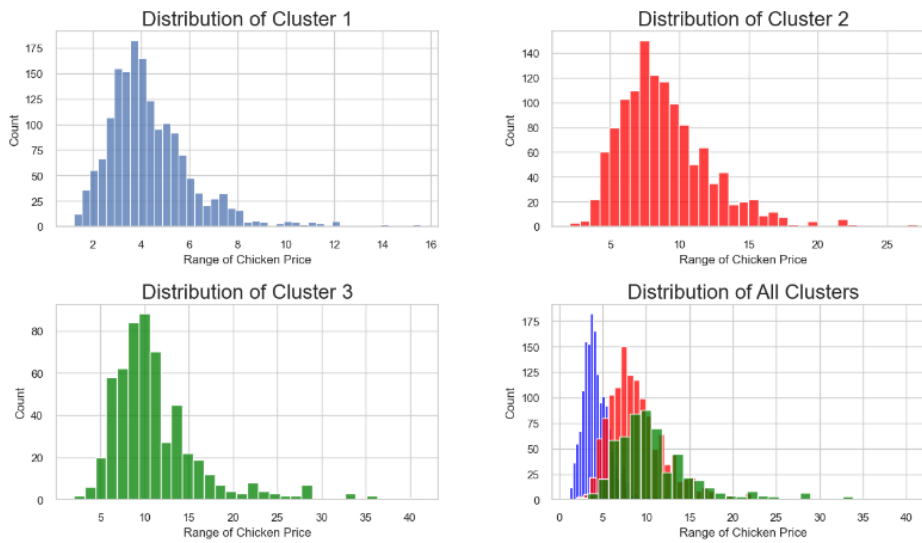 Distribution of Cluster 1
175
150
125
100
75
50
25
0
Count
2 4 6 8 10 12 14 16
Range of Chicken Price
Distribution of Cluster 2
140
120
100
80
60
40
20
0
Count
5 10 15 20 25
Range of Chicken Price
Distribution of Cluster 3
80
60
40
20
0
Count
5 10 15 20 25 30 35 40
Range of Chicken Price
Distribution of All Clusters
175
150
125
100
75
50
25
0
Count
0 5 10 15 20 25 30 35 40
Range of Chicken Price